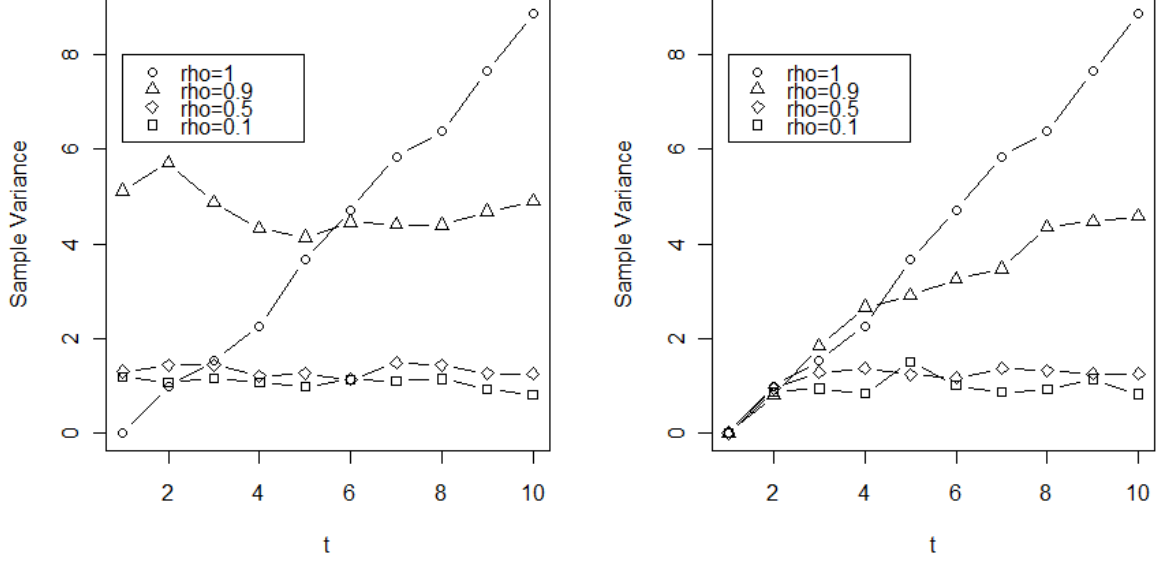 8
6
4
2
0
Sample Variance
rho=1
rho=0.9
rho=0.5
rho=0.1
2 4 6 8 10
t
8
6
4
2
0
Sample Variance
rho=1
rho=0.9
rho=0.5
rho=0.1
2 4 6 8 10
t